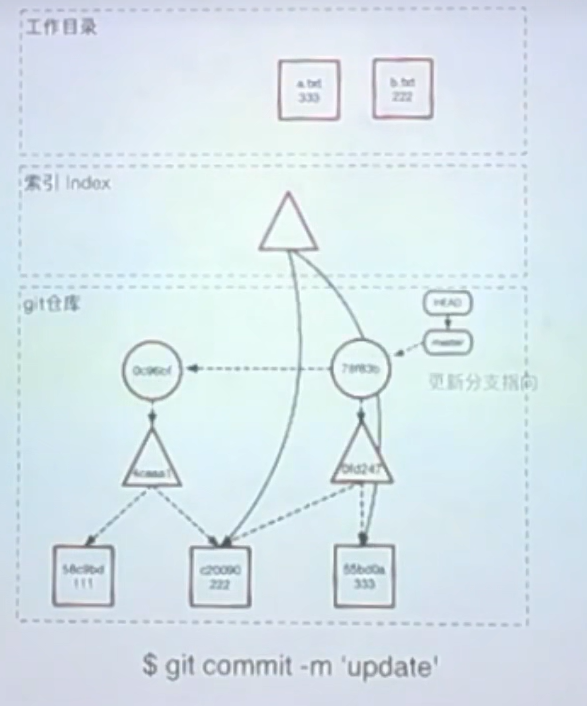 工作目录
a.txt
333
b.txt
222
索引 Index
git仓库
HEAD
master
0c96bf
78f83b
更新分支指向
4caaa1
0fd247
58c9bd
111
c20090
222
55bd0a
333
$ git commit -m 'update'